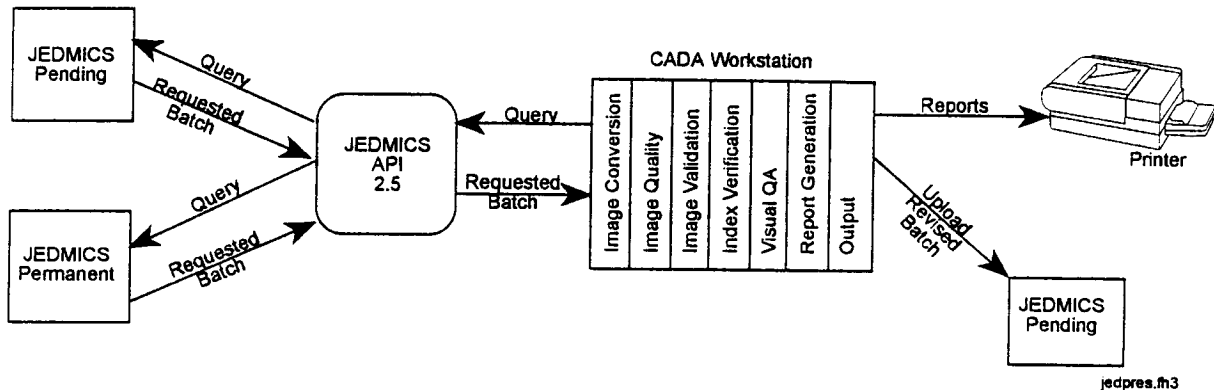 JEDMICS
Pending
Query
Requested
Batch
JEDMICS
API
2.5
Query
Requested
Batch
JEDMICS
Permanent
Query
Requested
Batch
CADA Workstation
Image Conversion
Image Quality
Image Validation
Index Verification
Visual QA
Report Generation
Output
Reports
Printer
Upload
Revised
Batch
JEDMICS
Pending
jedpres.fh3